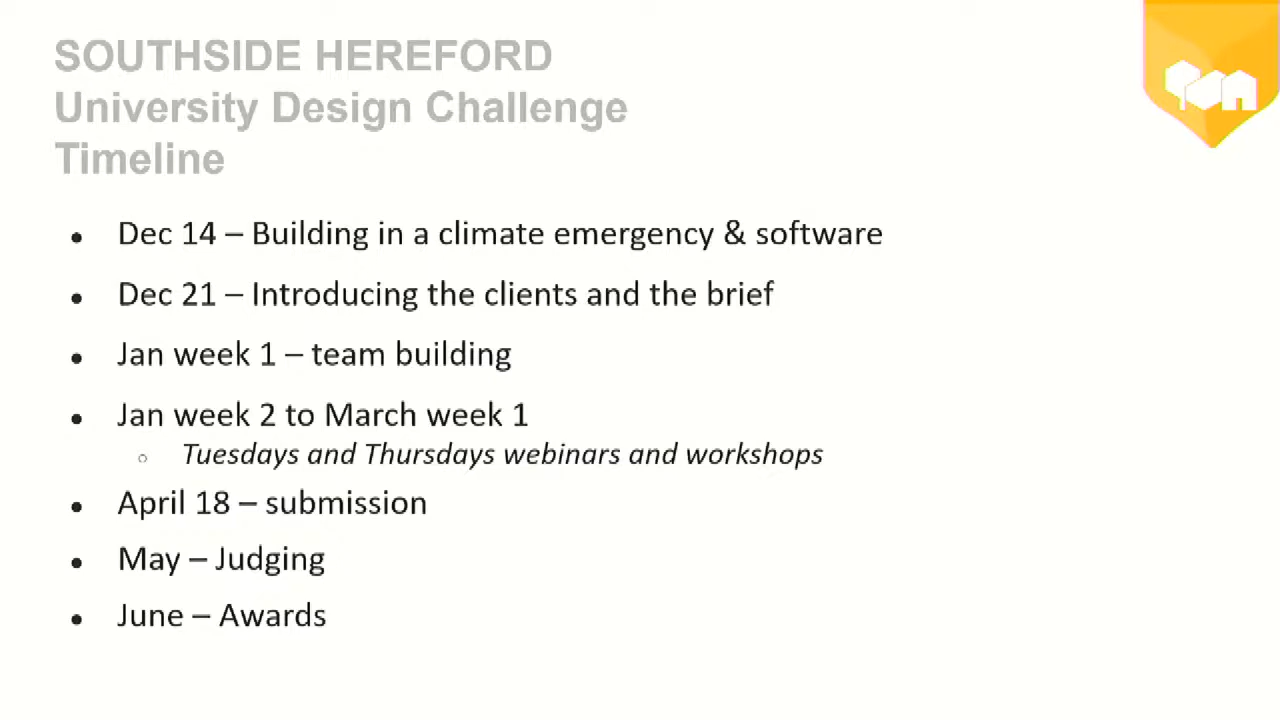 SOUTHSIDE HEREFORD
University Design Challenge
Timeline
• Dec 14 – Building in a climate emergency & software
• Dec 21 – Introducing the clients and the brief
• Jan week 1 – team building
• Jan week 2 to March week 1
○ Tuesdays and Thursdays webinars and workshops
• April 18 – submission
• May – Judging
• June – Awards